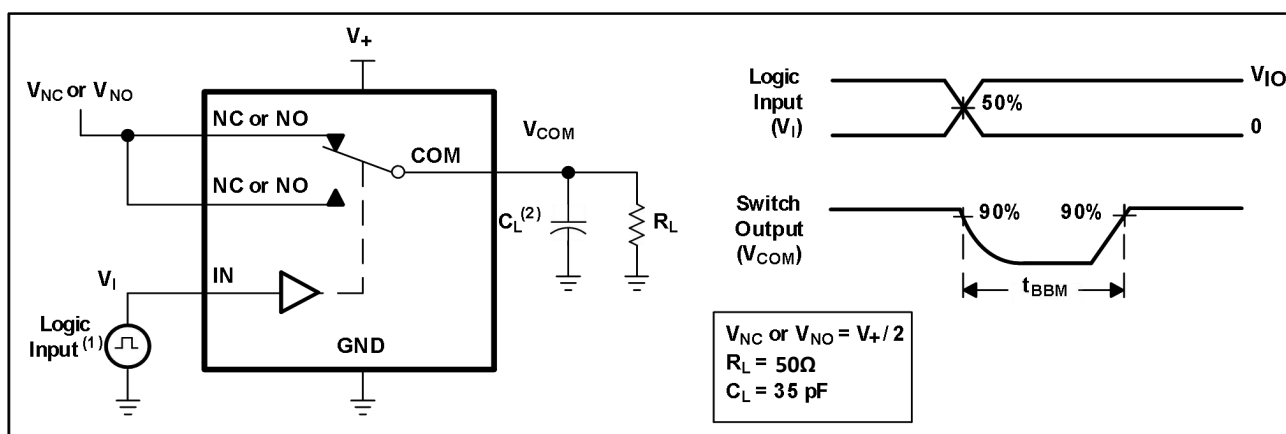 V+
VNC or VNO
NC or NO
VCOM
COM
NC or NO
CL(2)
RL
VI
IN
Logic
Input(1)
GND
Logic
Input
(VI)
VIO
50%
0
Switch
Output
(VCOM)
90%
90%
tBBM
VNC or VNO = V+/2
RL = 50Ω
CL = 35 pF